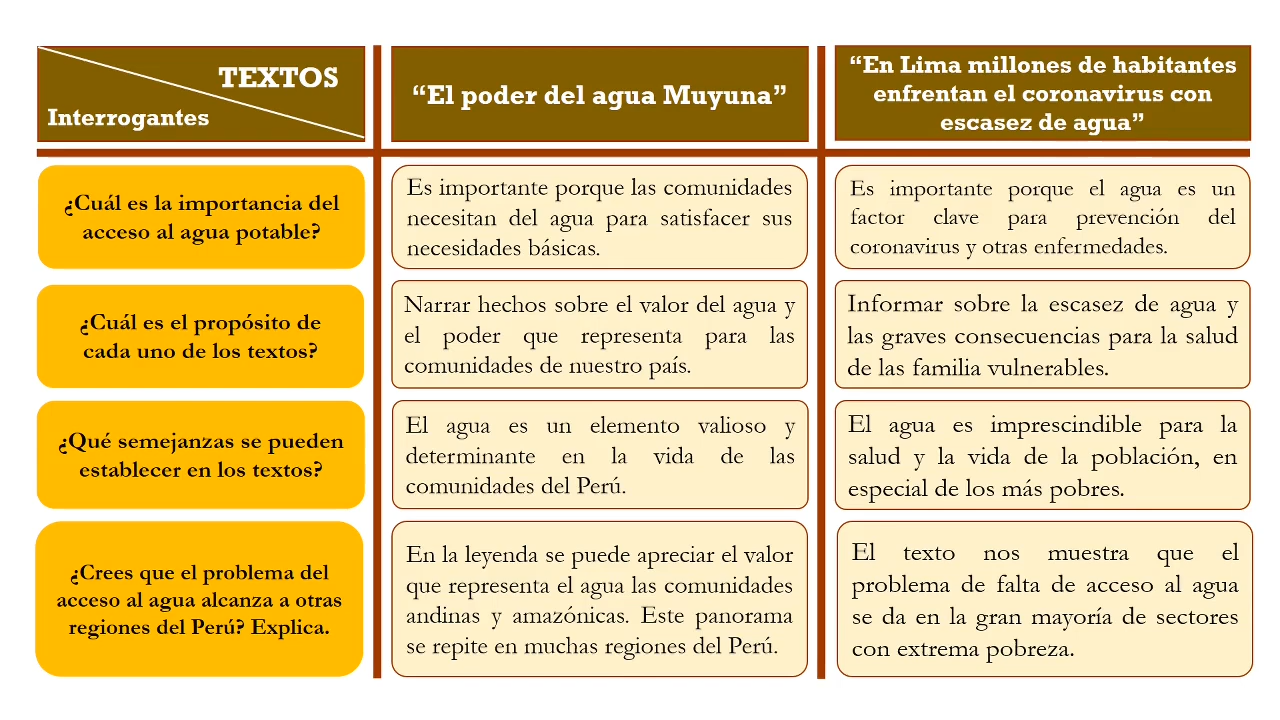 TEXTOS
Interrogantes
“El poder del agua Muyuna”
“En Lima millones de habitantes
enfrentan el coronavirus con
escasez de agua”
¿Cuál es la importancia del
acceso al agua potable?
Es importante porque las comunidades
necesitan del agua para satisfacer sus
necesidades básicas.
Es importante porque el agua es un
factor clave para prevención del
coronavirus y otras enfermedades.
¿Cuál es el propósito de
cada uno de los textos?
Narrar hechos sobre el valor del agua y
el poder que representa para las
comunidades de nuestro país.
Informar sobre la escasez de agua y
las graves consecuencias para la salud
de las familia vulnerables.
¿Qué semejanzas se pueden
establecer en los textos?
El agua es un elemento valioso y
determinante en la vida de las
comunidades del Perú.
El agua es imprescindible para la
salud y la vida de la población, en
especial de los más pobres.
¿Crees que el problema del
acceso al agua alcanza a otras
regiones del Perú? Explica.
En la leyenda se puede apreciar el valor
que representa el agua las comunidades
andinas y amazónicas. Este panorama
se repite en muchas regiones del Perú.
El texto nos muestra que el
problema de falta de acceso al agua
se da en la gran mayoría de sectores
con extrema pobreza.